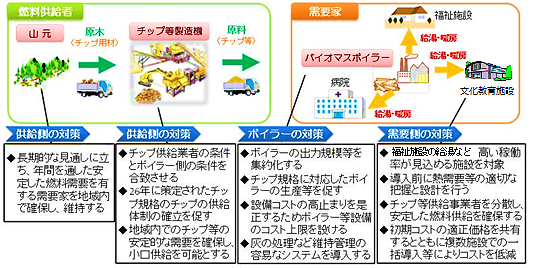 燃料供給者
需要家
山元
原木
(チップ用材)
チップ等製造機
原料
(チップ等)
バイオマスボイラー
福祉施設
給湯・暖房
給湯・暖房
給湯・暖房
病院
文化教育施設
供給側の対策
◆長期的な見通しに立
ち、年間を通した安
定した燃料需要を有
する需要家を地域内
で確保し、維持する
供給側の対策
◆チップ供給業者の条件
とボイラー側の条件を
合致させる
◆26年に策定されたチッ
プ規格のチップの供給
体制の確立を促す
◆地域内でのチップ等の
安定的な需要を確保し、
小口供給を可能とする
ボイラーの対策
◆ボイラーの出力規模等を
集約化する
◆チップ規格に対応したボイ
ラーの生産等を促す
◆設備コストの高止まりを是
正するためボイラー等設備
のコスト上限を設ける
◆灰の処理など維持管理の
容易なシステムを導入する
需要側の対策
◆福祉施設の給湯など 高い稼働
率が見込める施設を対象
◆導入前に熱需要等の適切な
把握と設計を行う
◆チップ等供給事業者を分散し、
安定した燃料供給を確保する
◆初期コストの適正価格を共有
するとともに複数施設での一
括導入等によりコストを低減